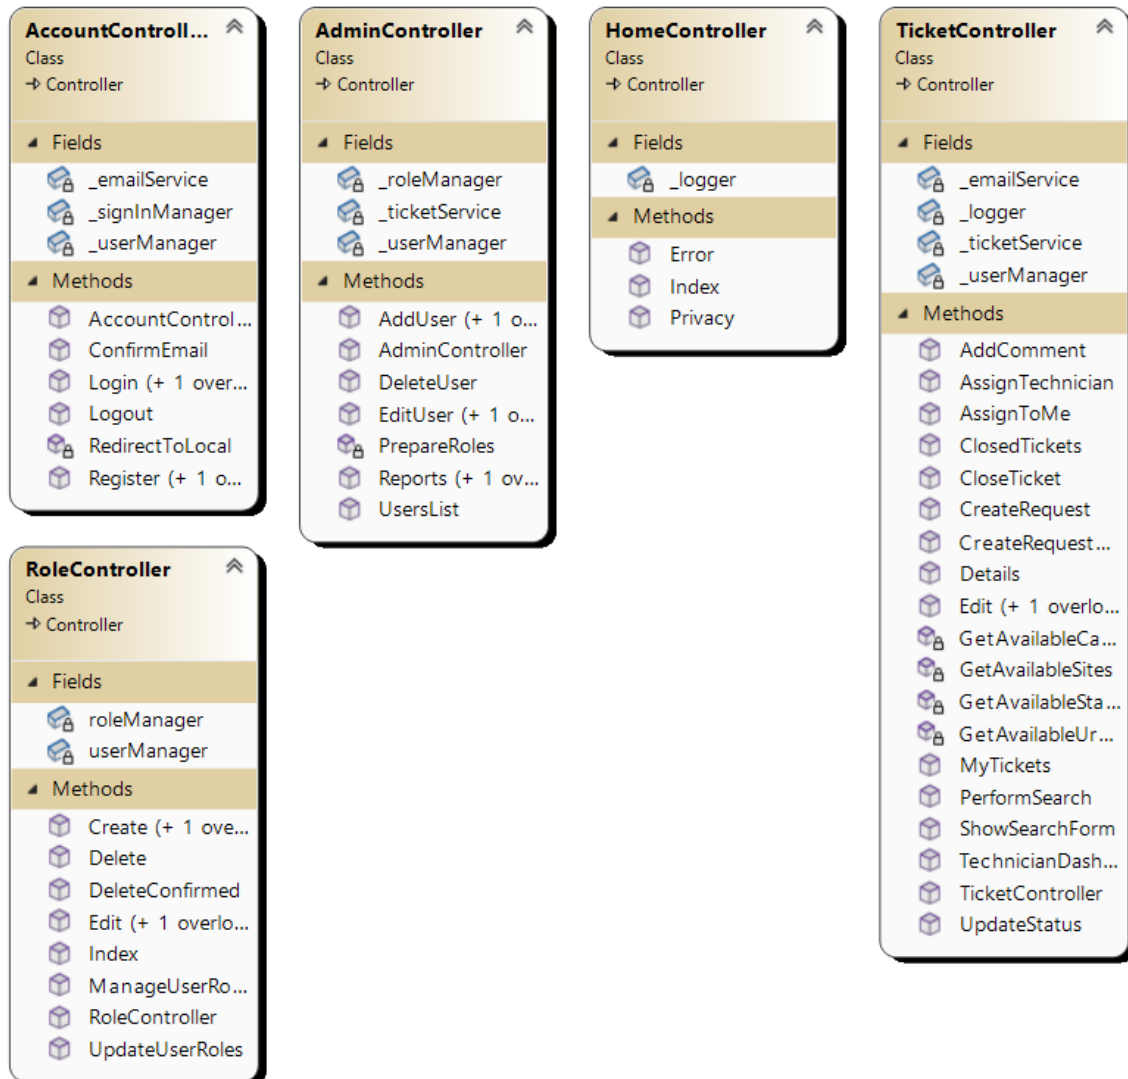 AccountControll...
Class
Controller
Fields
_emailService
_signInManager
_userManager
Methods
AccountControl...
ConfirmEmail
Login (+ 1 over...
Logout
RedirectToLocal
Register (+ 1 o...
AdminController
Class
Controller
Fields
_roleManager
_ticketService
_userManager
Methods
AddUser (+ 1 o...
AdminController
DeleteUser
EditUser (+ 1 o...
PrepareRoles
Reports (+ 1 ov...
UsersList
HomeController
Class
Controller
Fields
_logger
Methods
Error
Index
Privacy
TicketController
Class
Controller
Fields
_emailService
_logger
_ticketService
_userManager
Methods
AddComment
AssignTechnician
AssignToMe
ClosedTickets
CloseTicket
CreateRequest
CreateRequest...
Details
Edit (+ 1 overlo...
GetAvailableCa...
GetAvailableSites
GetAvailableSta...
GetAvailableUr...
MyTickets
PerformSearch
ShowSearchForm
TechnicianDash...
TicketController
UpdateStatus
RoleController
Class
Controller
Fields
roleManager
userManager
Methods
Create (+ 1 ove...
Delete
DeleteConfirmed
Edit (+ 1 overlo...
Index
ManageUserRo...
RoleController
UpdateUserRoles